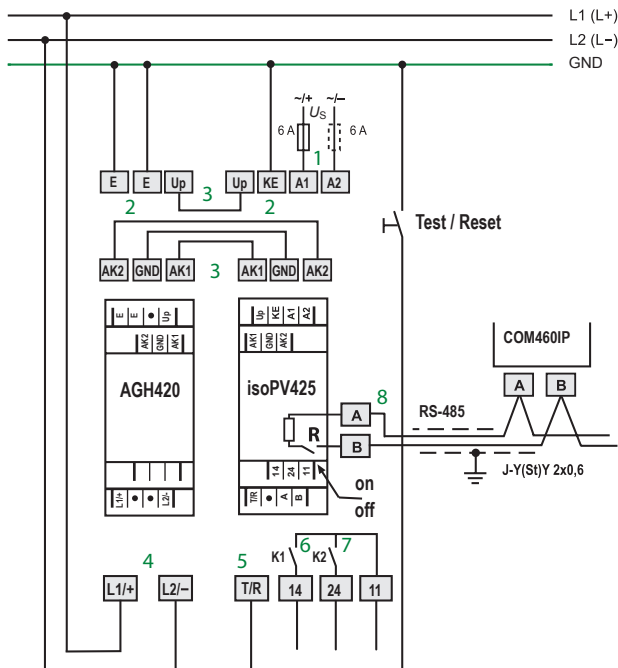 L1 (L+)
L2 (L−)
GND
~/+ ~/−
US
6 A 6 A
1
E E Up Up KE A1 A2
3
2 2
Test / Reset
AK2 GND AK1 3 AK1 GND AK2
E E • Up
AK2 GND AK1
Up KE A1 A2
AK1 GND AK2
COM460IP
AGH420
isoPV425
A B
8
A
RS-485
R
B
14 24 11
J-Y(St)Y 2x0,6
on
off
L1/+ • • L2/-
T/R • A B
6 7
K1 K2
4 5
L1/+ L2/− T/R 14 24 11